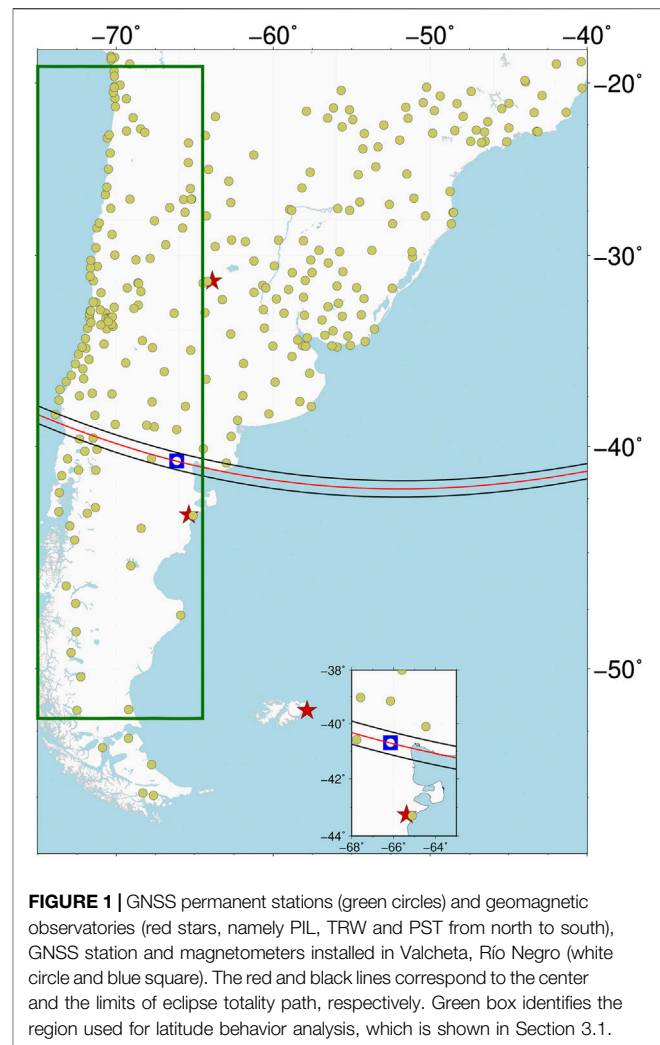 −70° −60° −50° −40°
−20°
−30°
−40°
−50°
−38°
−40°
−42°
−44°
−68° −66° −64°
FIGURE 1 | GNSS permanent stations (green circles) and geomagnetic
observatories (red stars, namely PIL, TRW and PST from north to south),
GNSS station and magnetometers installed in Valcheta, Río Negro (white
circle and blue square). The red and black lines correspond to the center
and the limits of eclipse totality path, respectively. Green box identifies the
region used for latitude behavior analysis, which is shown in Section 3.1.